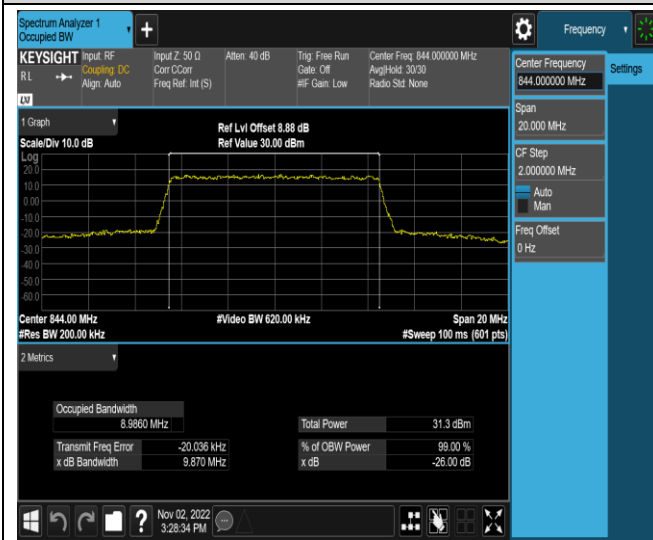 Spectrum Analyzer 1
Occupied BW
Frequency
KEYSIGHT
RL
Input: RF
Coupling: DC
Align: Auto
Input Z: 50 Ω
Corr CCorr
Freq Ref: Int (S)
Atten: 40 dB
Trig: Free Run
Gate: Off
#IF Gain: Low
Center Freq: 844.000000 MHz
Avg|Hold: 30/30
Radio Std: None
LXI
Center Frequency
844.000000 MHz
Settings
Span
20.000 MHz
CF Step
2.000000 MHz
Auto
Man
Freq Offset
0 Hz
1 Graph
Scale/Div 10.0 dB
Ref Lvl Offset 8.88 dB
Ref Value 30.00 dBm
Log
20.0
10.0
0.00
-10.0
-20.0
-30.0
-40.0
-50.0
-60.0
Center 844.00 MHz
#Video BW 620.00 kHz
Span 20 MHz
#Res BW 200.00 kHz
#Sweep 100 ms (601 pts)
2 Metrics
Occupied Bandwidth
8.9860 MHz
Total Power 31.3 dBm
Transmit Freq Error -20.036 kHz
% of OBW Power 99.00 %
x dB Bandwidth 9.870 MHz
x dB -26.00 dB
?
Nov 02, 2022
3:28:34 PM